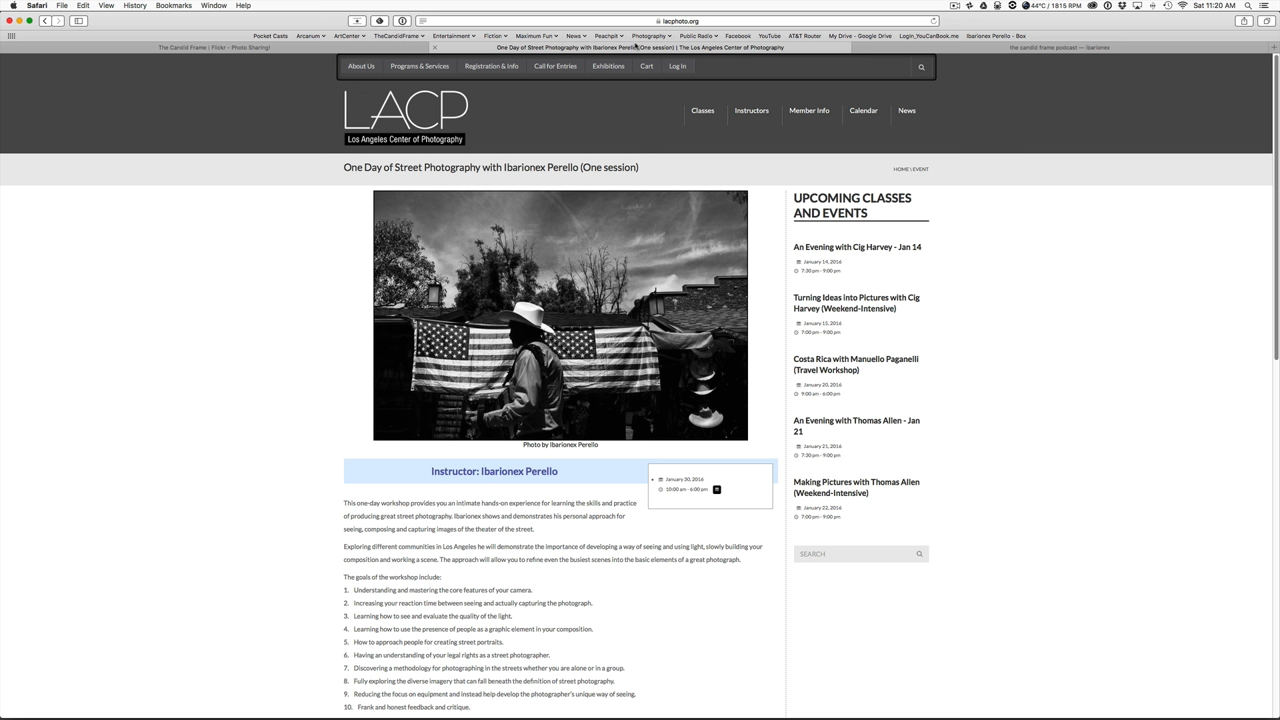 Safari File Edit View History Bookmarks Window Help
44°C / 1815 RPM Sat 11:20 AM
lacphoto.org
Pocket Casts Arcanum ArtCenter TheCandidFrame Entertainment Fiction Maximum Fun News Peachpit Photography Public Radio Facebook YouTube AT&T Router My Drive - Google Drive Login_YouCanBook.me Ibarionex Perello - Box
The Candid Frame | Flickr - Photo Sharing!
One Day of Street Photography with Ibarionex Perello (One session) | The Los Angeles Center of Photography
the candid frame podcast — ibarionex
About Us Programs & Services Registration & Info Call for Entries Exhibitions Cart Log In
LACP
Los Angeles Center of Photography
Classes Instructors Member Info Calendar News
One Day of Street Photography with Ibarionex Perello (One session)
HOME \ EVENT
Photo by Ibarionex Perello
Instructor: Ibarionex Perello
January 30, 2016
10:00 am - 6:00 pm
This one-day workshop provides you an intimate hands-on experience for learning the skills and practice
of producing great street photography. Ibarionex shows and demonstrates his personal approach for
seeing, composing and capturing images of the theater of the street.
Exploring different communities in Los Angeles he will demonstrate the importance of developing a way of seeing and using light, slowly building your
composition and working a scene. The approach will allow you to refine even the busiest scenes into the basic elements of a great photograph.
The goals of the workshop include:
1. Understanding and mastering the core features of your camera.
2. Increasing your reaction time between seeing and actually capturing the photograph.
3. Learning how to see and evaluate the quality of the light.
4. Learning how to use the presence of people as a graphic element in your composition.
5. How to approach people for creating street portraits.
6. Having an understanding of your legal rights as a street photographer.
7. Discovering a methodology for photographing in the streets whether you are alone or in a group.
8. Fully exploring the diverse imagery that can fall beneath the definition of street photography.
9. Reducing the focus on equipment and instead help develop the photographer's unique way of seeing.
10. Frank and honest feedback and critique.
UPCOMING CLASSES
AND EVENTS
An Evening with Cig Harvey - Jan 14
January 14, 2016
7:30 pm - 9:00 pm
Turning Ideas into Pictures with Cig
Harvey (Weekend-Intensive)
January 15, 2016
7:00 pm - 9:00 pm
Costa Rica with Manuello Paganelli
(Travel Workshop)
January 20, 2016
9:00 am - 6:00 pm
An Evening with Thomas Allen - Jan
21
January 21, 2016
7:30 pm - 9:00 pm
Making Pictures with Thomas Allen
(Weekend-Intensive)
January 22, 2016
7:00 pm - 9:00 pm
SEARCH